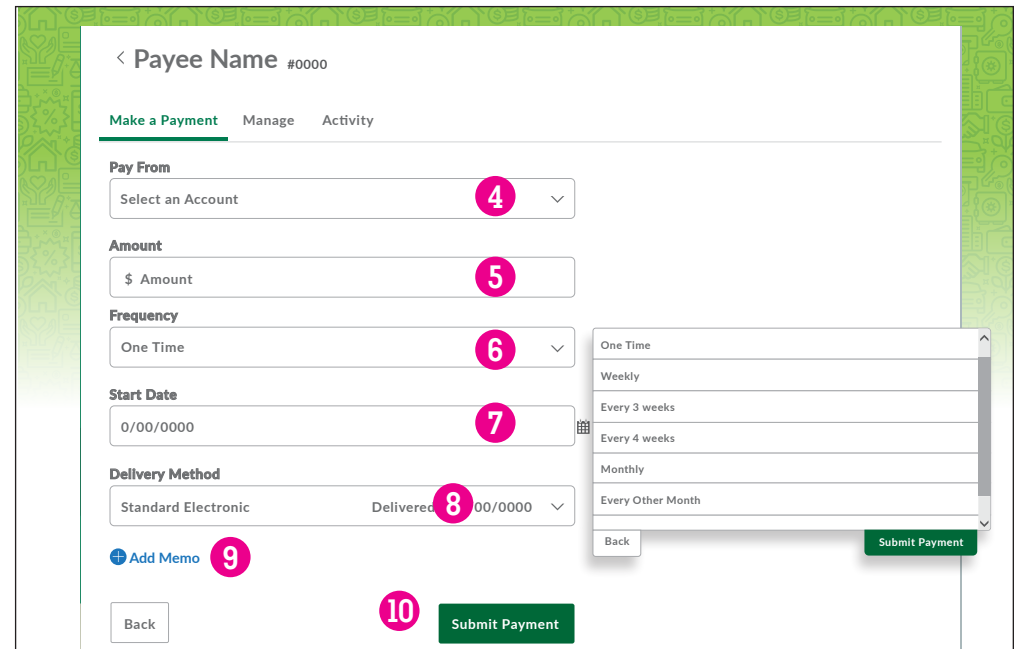 Payee Name #0000
Make a Payment Manage Activity
Pay From
Select an Account 4
Amount
$ Amount 5
Frequency
One Time 6
Start Date
0/00/0000 7
Delivery Method
Standard Electronic Delivered 8 00/0000
Add Memo 9
Back 10 Submit Payment
One Time
Weekly
Every 3 weeks
Every 4 weeks
Monthly
Every Other Month
Back Submit Payment